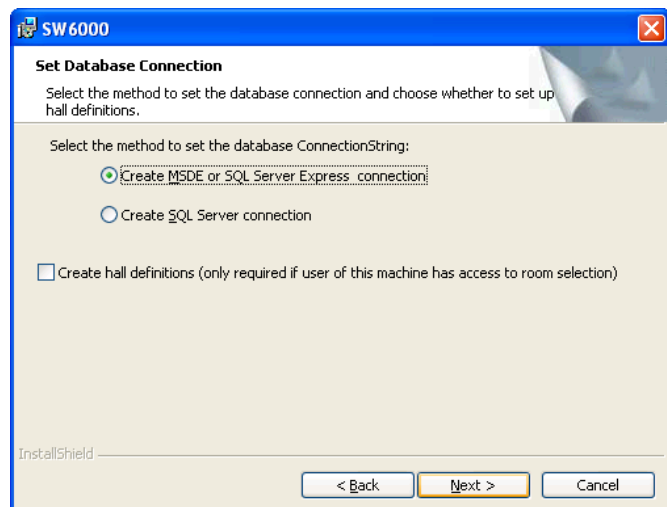 SW6000
Set Database Connection
Select the method to set the database connection and choose whether to set up
hall definitions.
Select the method to set the database ConnectionString:
Create MSDE or SQL Server Express  connection
Create SQL Server connection
Create hall definitions (only required if user of this machine has access to room selection)
InstallShield
< Back
Next >
Cancel